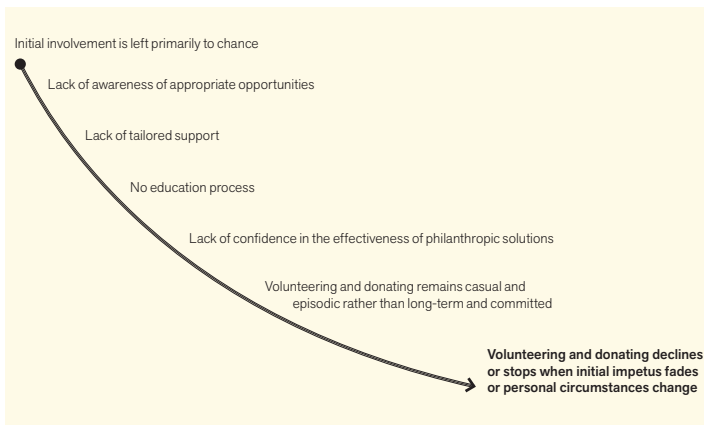 Initial involvement is left primarily to chance
Lack of awareness of appropriate opportunities
Lack of tailored support
No education process
Lack of confidence in the effectiveness of philanthropic solutions
Volunteering and donating remains casual and
episodic rather than long-term and committed
Volunteering and donating declines
or stops when initial impetus fades
or personal circumstances change